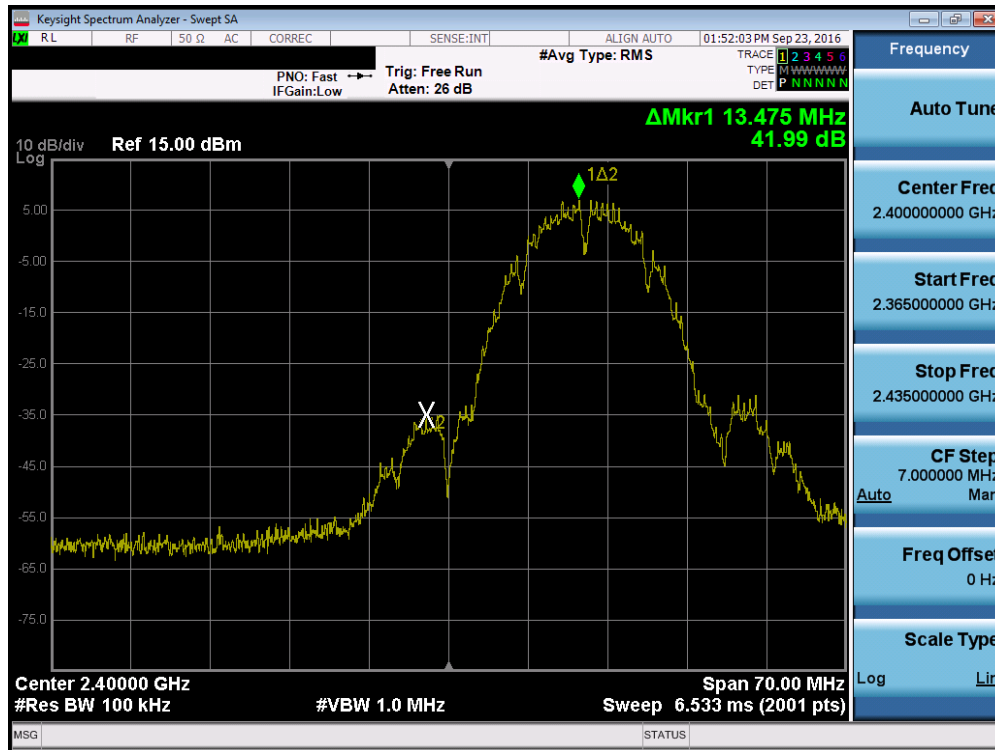 Keysight Spectrum Analyzer - Swept SA
LXI RL RF 50 Ω AC CORREC SENSE:INT ALIGN AUTO 01:52:03 PM Sep 23, 2016
#Avg Type: RMS
TRACE 1 2 3 4 5 6
PNO: Fast Trig: Free Run
TYPE M WWWWW
IFGain:Low Atten: 26 dB
DET P N N N N N
Frequency
Auto Tune
ΔMkr1 13.475 MHz
41.99 dB
10 dB/div Ref 15.00 dBm
Log
1Δ2
5.00
-5.00
-15.0
-25.0
-35.0
2
-45.0
-55.0
-65.0
-75.0
Center Freq
2.400000000 GHz
Start Freq
2.365000000 GHz
Stop Freq
2.435000000 GHz
CF Step
7.000000 MHz
Auto Man
Freq Offset
0 Hz
Scale Type
Log Lin
Center 2.40000 GHz Span 70.00 MHz
#Res BW 100 kHz #VBW 1.0 MHz Sweep 6.533 ms (2001 pts)
MSG STATUS